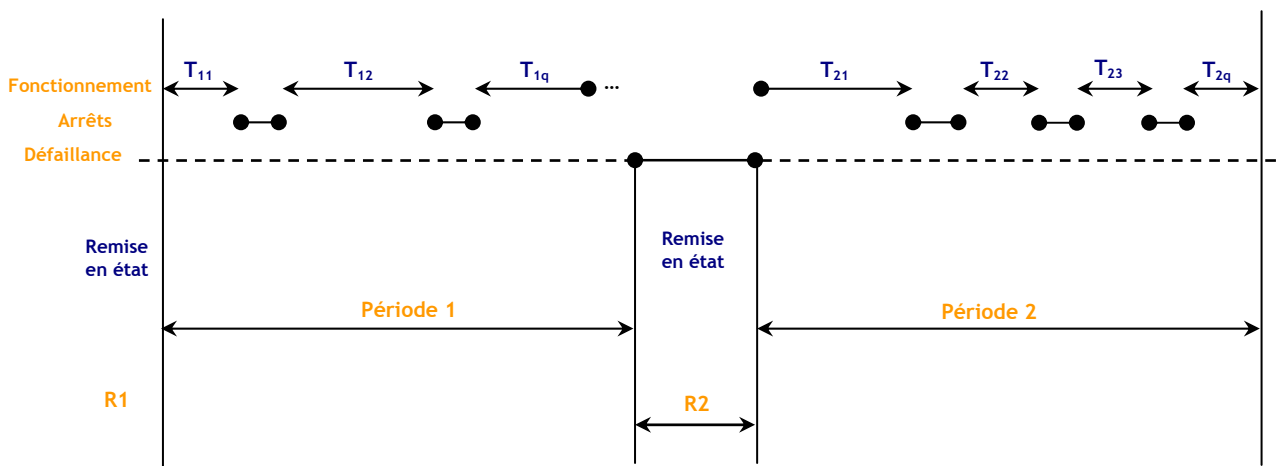 T11 T12 T1q T21 T22 T23 T2q
Fonctionnement ...
Arrêts
Défaillance
Remise
en état
Remise
en état
Période 1
Période 2
R1
R2